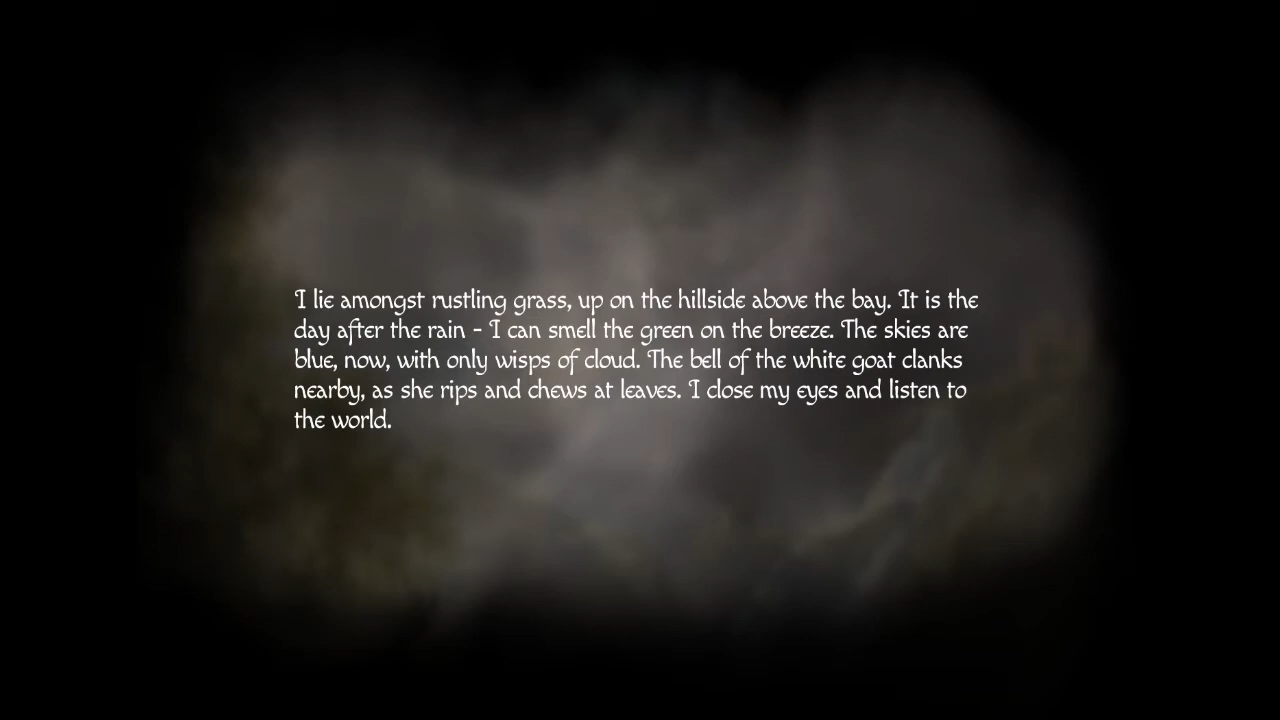 I lie amongst rustling grass, up on the hillside above the bay. It is the
day after the rain - I can smell the green on the breeze. The skies are
blue, now, with only wisps of cloud. The bell of the white goat clanks
nearby, as she rips and chews at leaves. I close my eyes and listen to
the world.